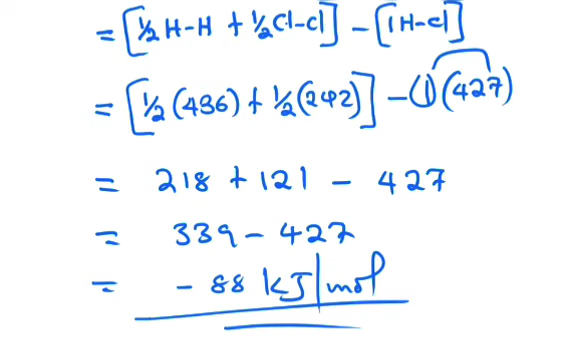 = [½ H-H + ½ Cl-Cl] - [1H-Cl]
= [½ (436) + ½ (242)] - (1) (427)
= 218 + 121 - 427
= 339 - 427
= - 88 kJ/mol